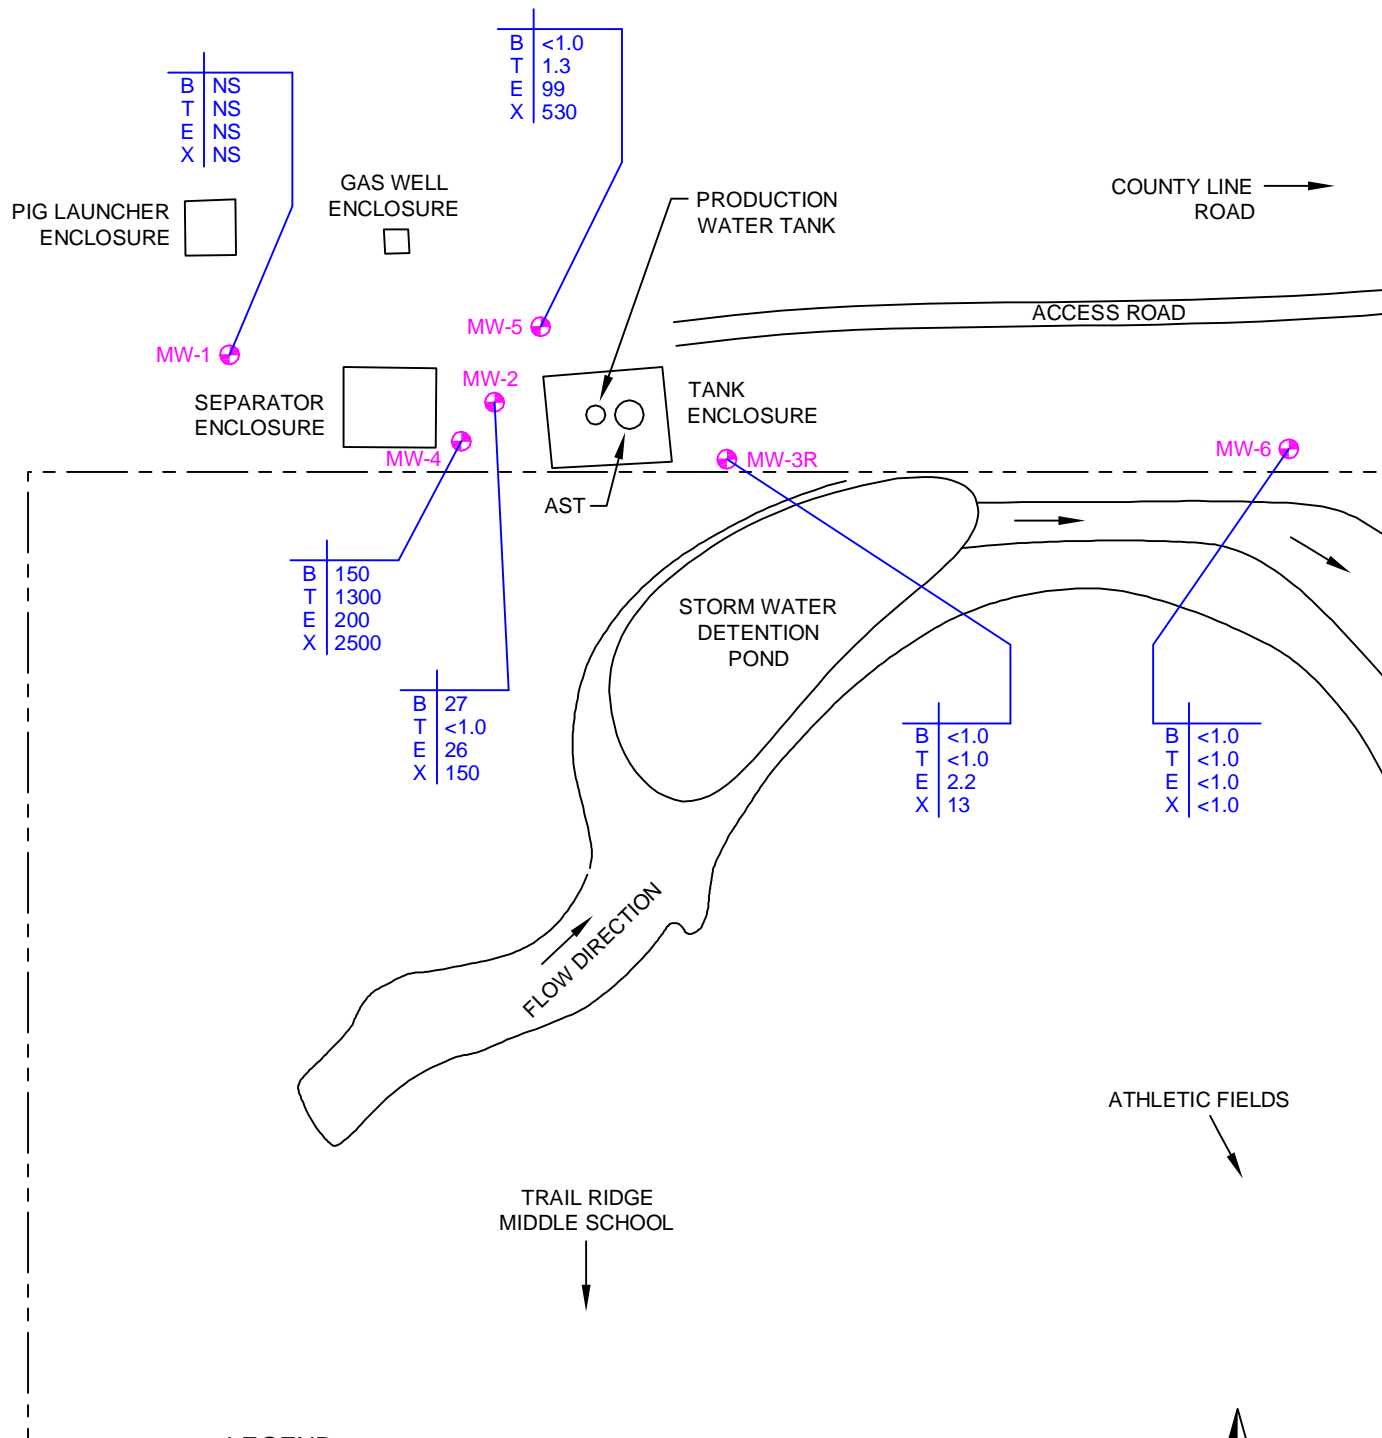 B <1.0
T 1.3
E 99
X 530
B NS
T NS
E NS
X NS
GAS WELL
ENCLOSURE
PIG LAUNCHER
ENCLOSURE
PRODUCTION
WATER TANK
COUNTY LINE
ROAD
ACCESS ROAD
MW-5
MW-1
MW-2
SEPARATOR
ENCLOSURE
TANK
ENCLOSURE
MW-4
MW-3R
MW-6
AST
B 150
T 1300
E 200
X 2500
STORM WATER
DETENTION
POND
B 27
T <1.0
E 26
X 150
B <1.0
T <1.0
E 2.2
X 13
B <1.0
T <1.0
E <1.0
X <1.0
FLOW DIRECTION
ATHLETIC FIELDS
TRAIL RIDGE
MIDDLE SCHOOL